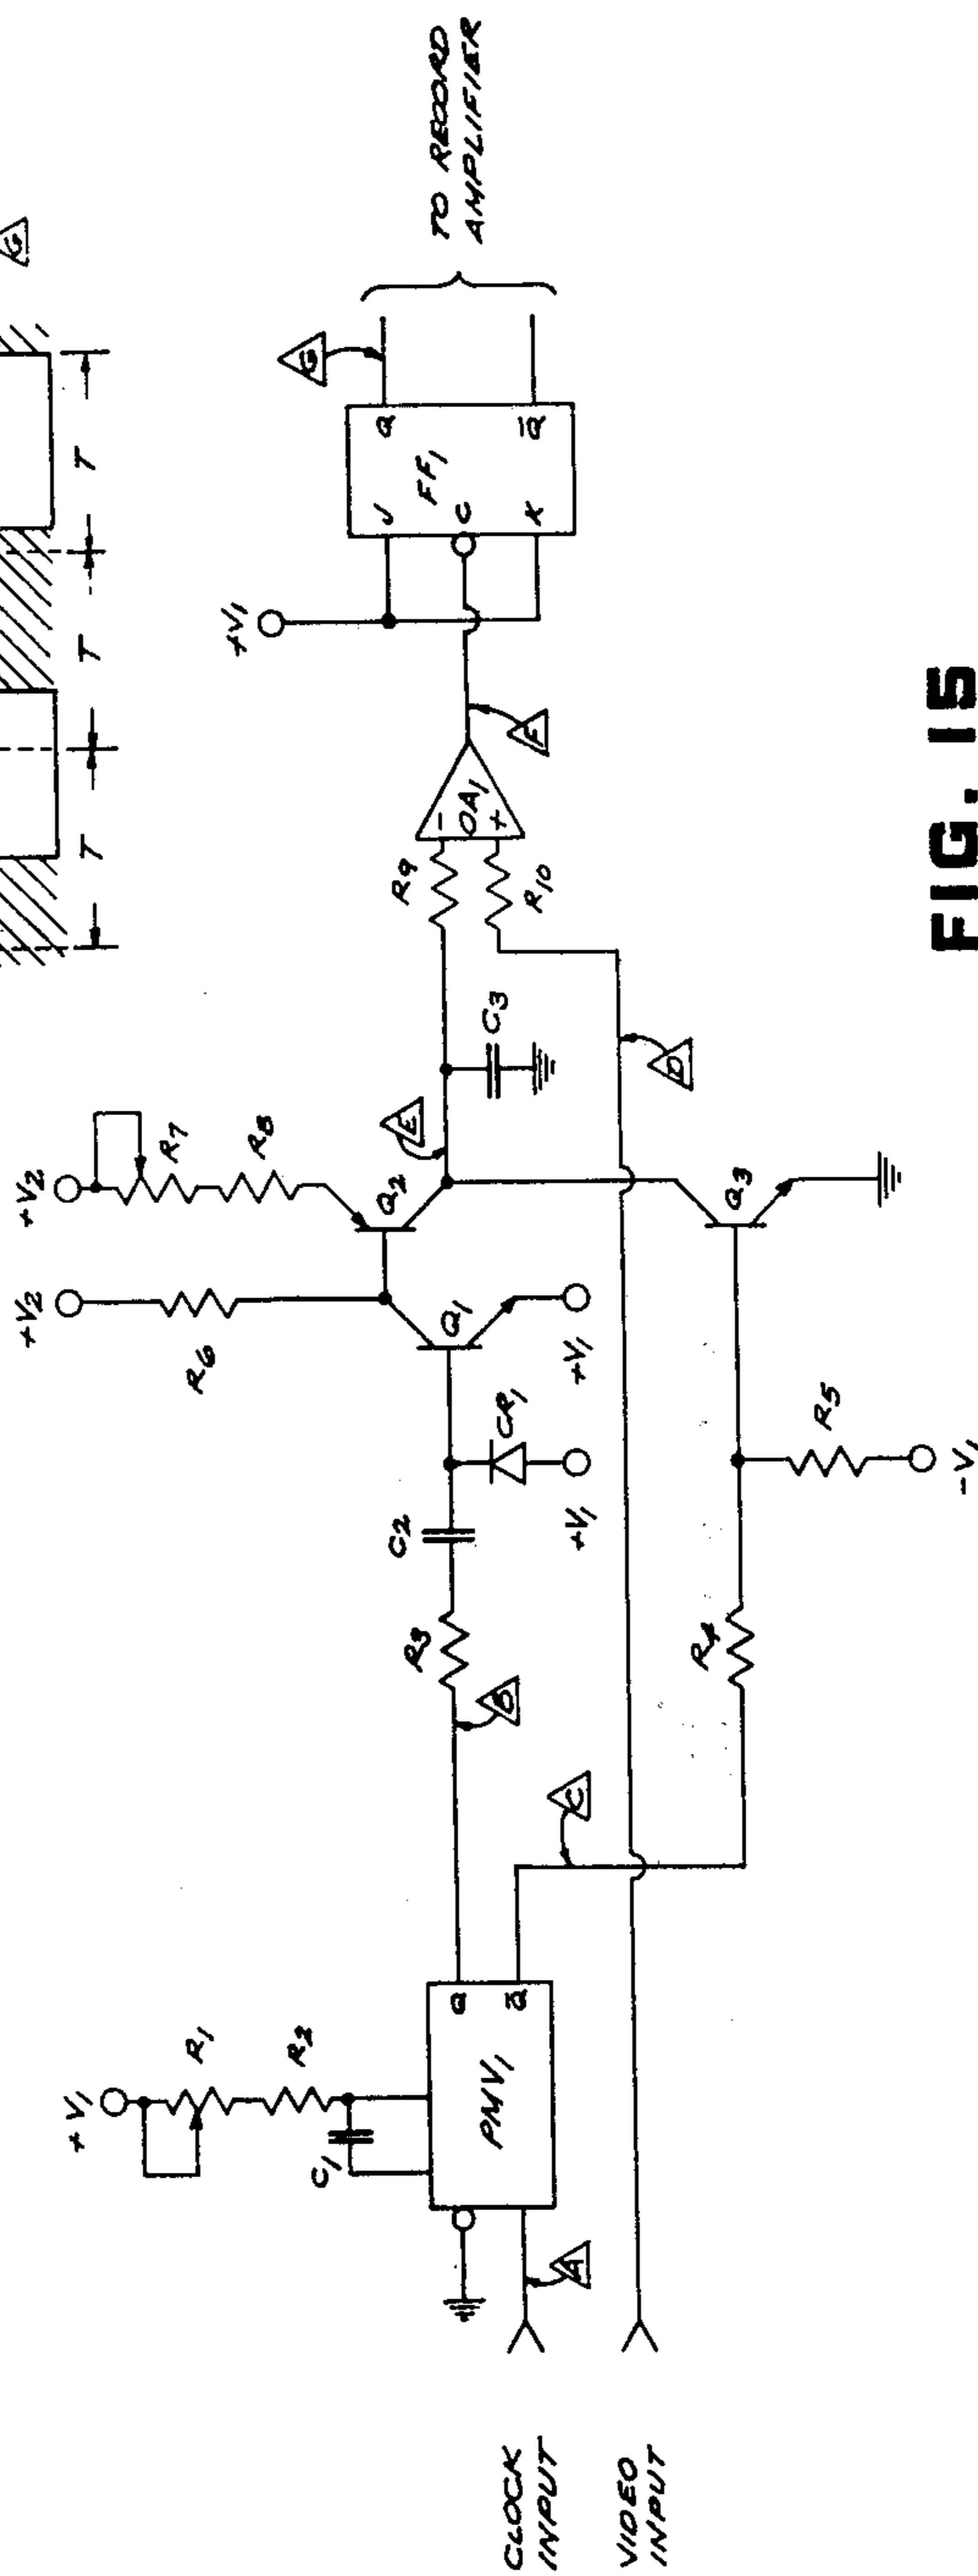 G
T
T
T
CLOCK
INPUT
VIDEO
INPUT
A
+V1
R1
R2
C1
PMV1
Q
Q̅
B
C
R3
C2
CR1
+V1
R4
R5
-V1
+V2
R6
Q1
+V1
+V2
R7
R8
Q2
Q3
E
C3
D
R9
R10
-
OA1
+
F
+V1
J
C
K
FF1
Q
Q̅
G
TO RECORD
AMPLIFIER
FIG. 15